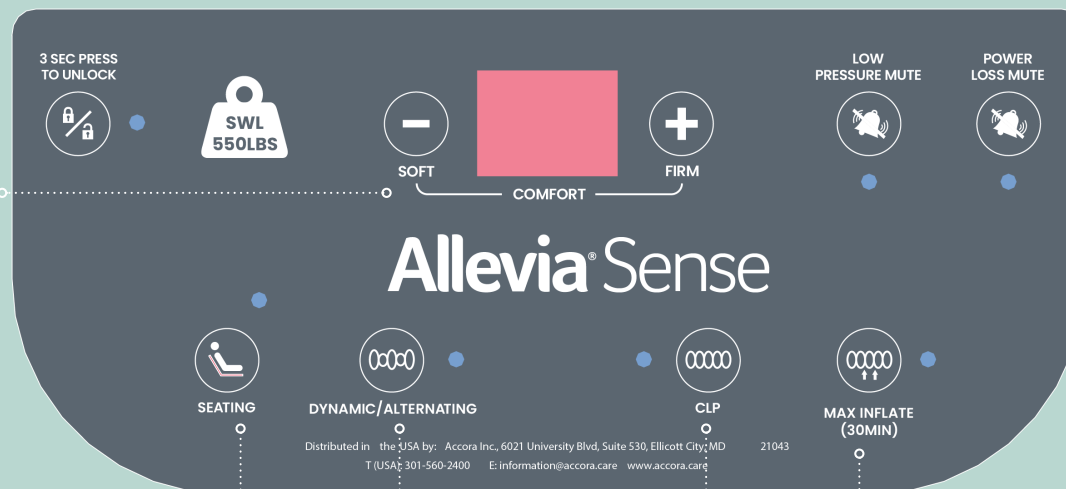 3 SEC PRESS
TO UNLOCK
SWL
550LBS
SOFT
COMFORT
FIRM
LOW
PRESSURE MUTE
POWER
LOSS MUTE
Allevia® Sense
SEATING
DYNAMIC/ALTERNATING
CLP
MAX INFLATE
(30MIN)
Distributed in the USA by: Accora Inc., 6021 University Blvd, Suite 530, Ellicott City, MD 21043
T (USA): 301-560-2400 E: information@accora.care www.accora.care